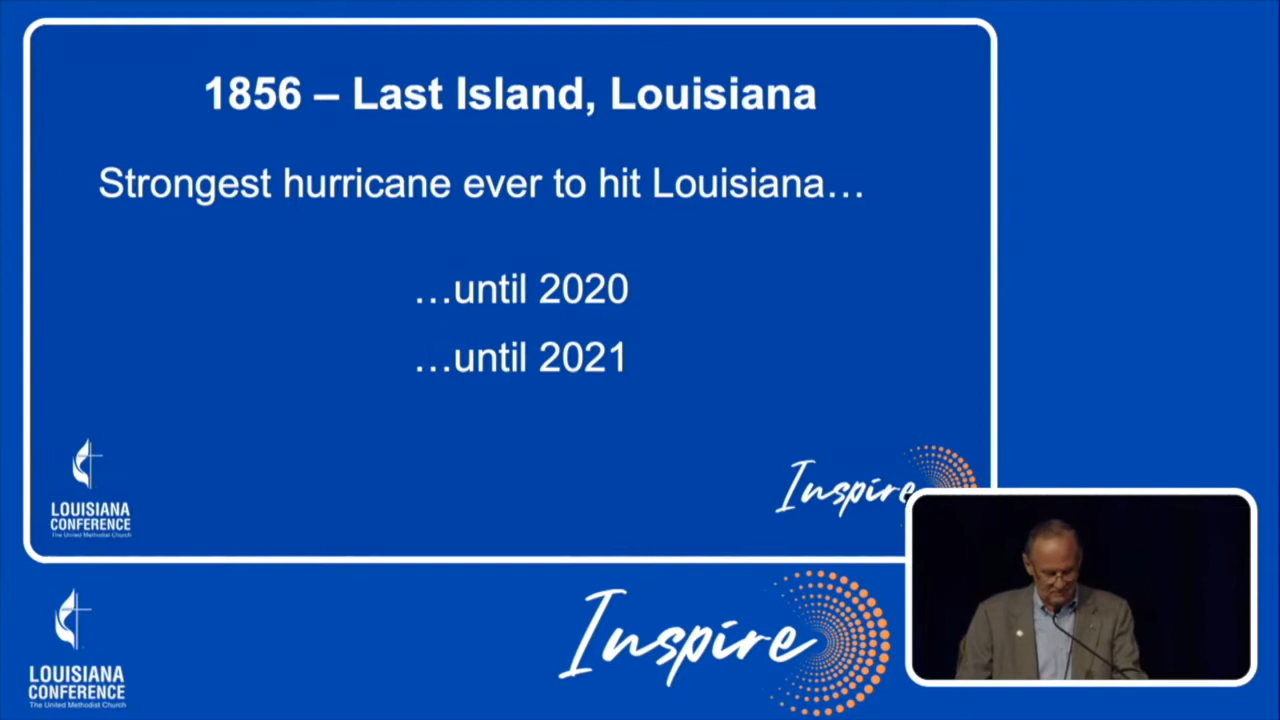 1856 – Last Island, Louisiana
Strongest hurricane ever to hit Louisiana…
…until 2020
…until 2021
LOUISIANA
CONFERENCE
The United Methodist Church
Inspire
LOUISIANA
CONFERENCE
The United Methodist Church
Inspire